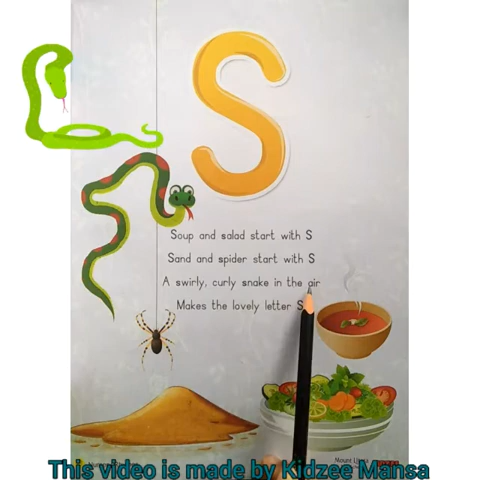 S
Soup and salad start with S
Sand and spider start with S
A swirly, curly snake in the air
Makes the lovely letter S
This video is made by Kidzee Mansa